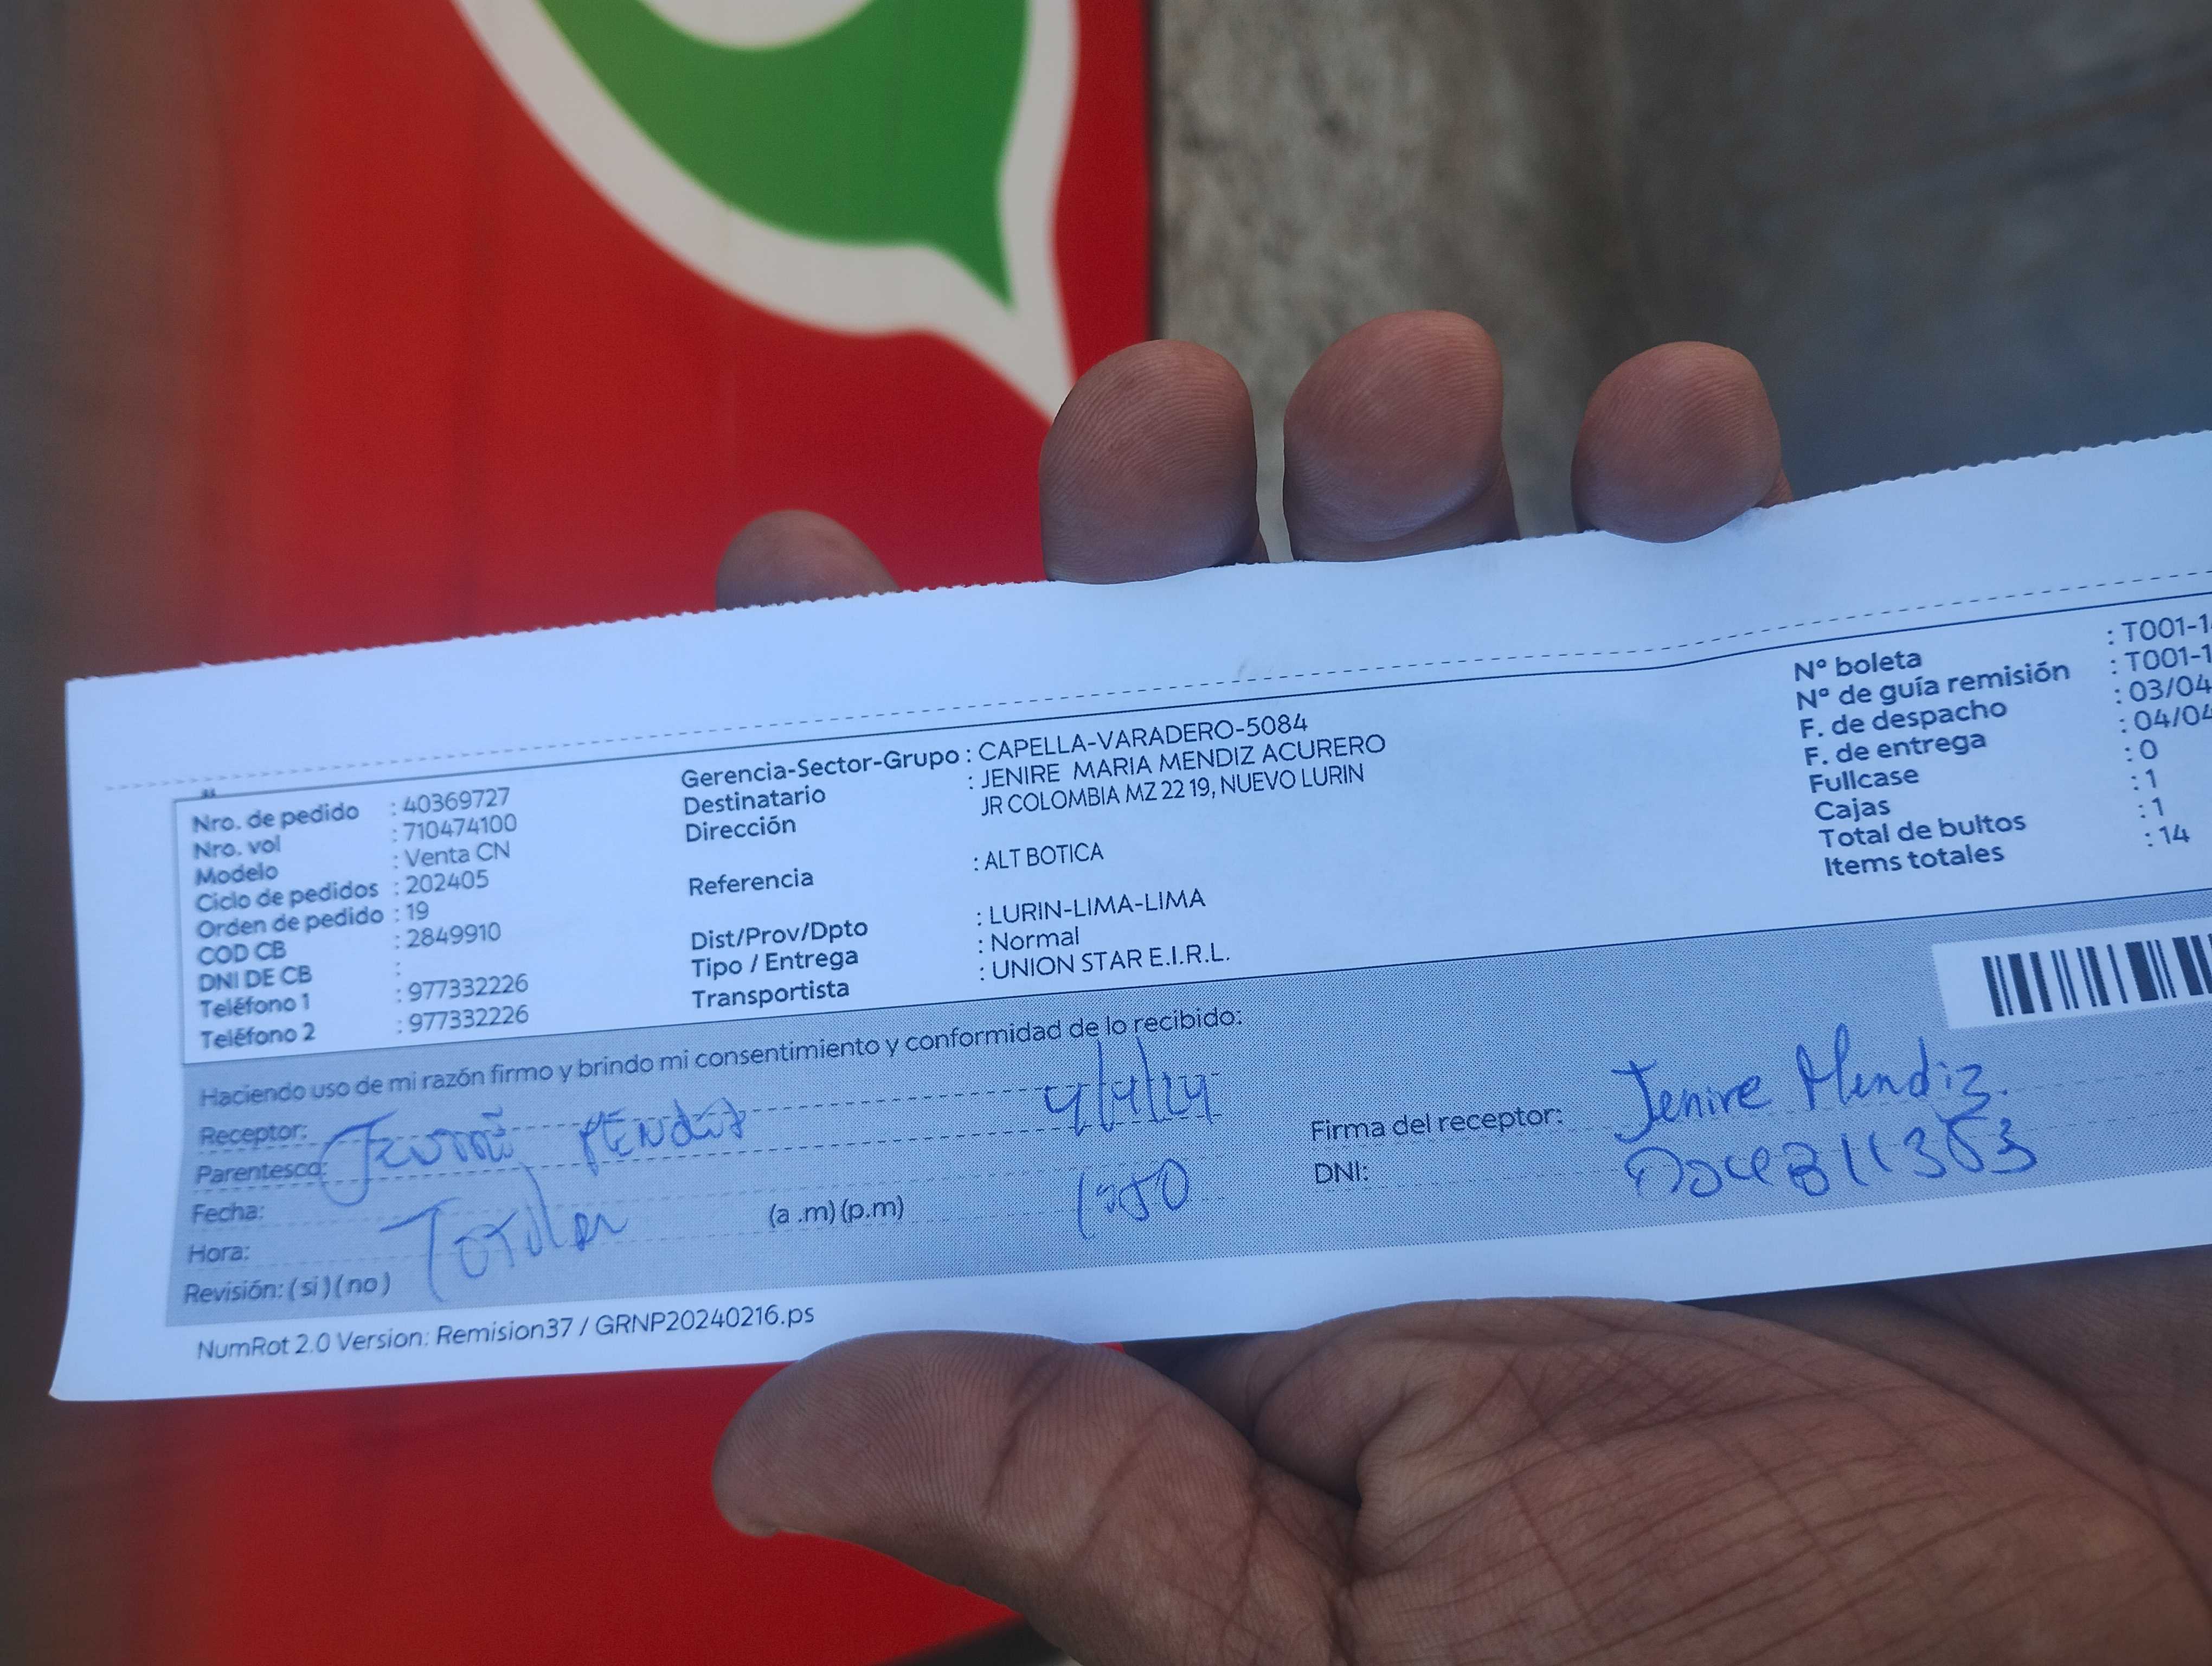 Nro. de pedido : 40369727
Nro. vol : 710474100
Modelo : Venta CN
Ciclo de pedidos : 202405
Orden de pedido : 19
COD CB : 2849910
DNI DE CB :
Teléfono 1 : 977332226
Teléfono 2 : 977332226
Gerencia-Sector-Grupo : CAPELLA-VARADERO-5084
Destinatario : JENIRE MARIA MENDIZ ACURERO
Dirección JR COLOMBIA MZ 22 19, NUEVO LURIN
Referencia : ALT BOTICA
Dist/Prov/Dpto : LURIN-LIMA-LIMA
Tipo / Entrega : Normal
Transportista : UNION STAR E.I.R.L.
Nº boleta : T001-1
Nº de guía remisión : T001-1
F. de despacho : 03/04
F. de entrega : 04/04
Fullcase : 0
Cajas : 1
Total de bultos : 1
Items totales : 14
Haciendo uso de mi razón firmo y brindo mi consentimiento y conformidad de lo recibido:
Receptor:
Parentesco: 4/4/24
Fecha:
Hora: (a .m) (p.m)
Revisión: ( si ) ( no )
Firma del receptor: Jenire Mendiz.
DNI:
NumRot 2.0 Version: Remision37 / GRNP20240216.ps